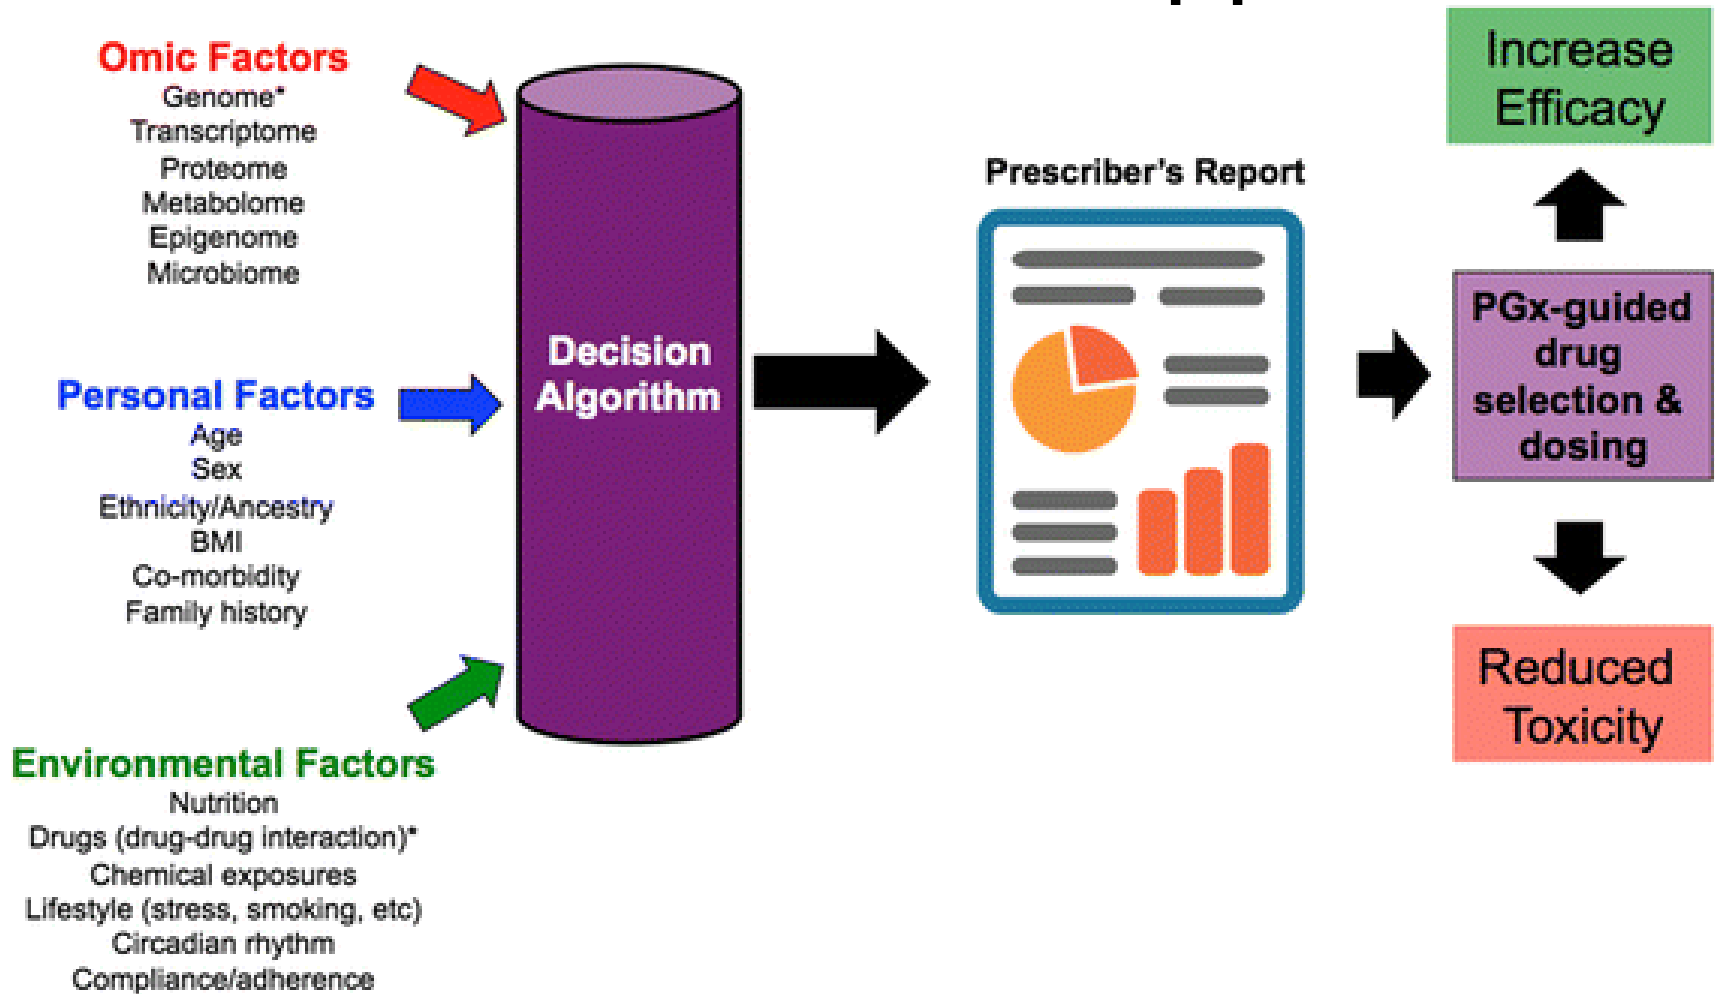 Omic Factors
Genome*
Transcriptome
Proteome
Metabolome
Epigenome
Microbiome
Personal Factors
Age
Sex
Ethnicity/Ancestry
BMI
Co-morbidity
Family history
Environmental Factors
Nutrition
Drugs (drug-drug interaction)*
Chemical exposures
Lifestyle (stress, smoking, etc)
Circadian rhythm
Compliance/adherence
Decision
Algorithm
Prescriber's Report
Increase
Efficacy
PGx-guided
drug
selection &
dosing
Reduced
Toxicity